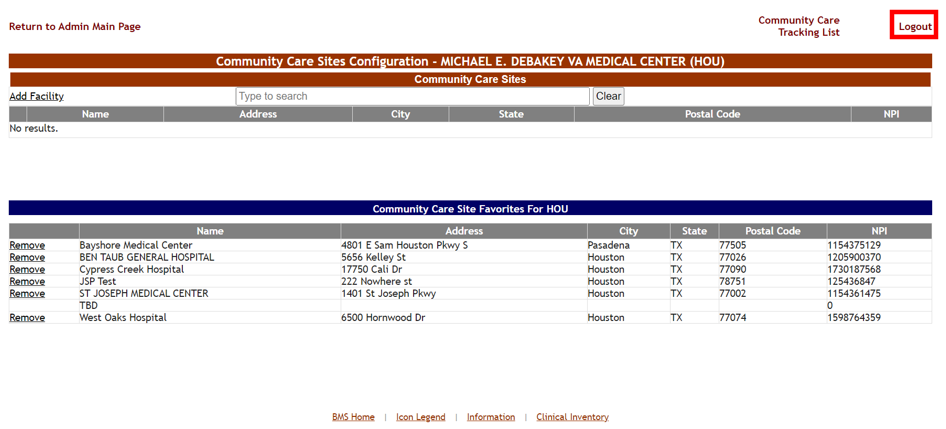 Return to Admin Main Page
Community Care
Tracking List
Logout
Community Care Sites Configuration - MICHAEL E. DEBAKEY VA MEDICAL CENTER (HOU)
Community Care Sites
Add Facility Type to search Clear
Name Address City State Postal Code NPI
No results.
Community Care Site Favorites For HOU
Name Address City State Postal Code NPI
Remove Bayshore Medical Center 4801 E Sam Houston Pkwy S Pasadena TX 77505 1154375129
Remove BEN TAUB GENERAL HOSPITAL 5656 Kelley St Houston TX 77026 1205900370
Remove Cypress Creek Hospital 17750 Cali Dr Houston TX 77090 1730187568
Remove JSP Test 222 Nowhere st Houston TX 78751 125436847
Remove ST JOSEPH MEDICAL CENTER 1401 St Joseph Pkwy Houston TX 77002 1154361475
TBD 0
Remove West Oaks Hospital 6500 Hornwood Dr Houston TX 77074 1598764359
BMS Home | Icon Legend | Information | Clinical Inventory